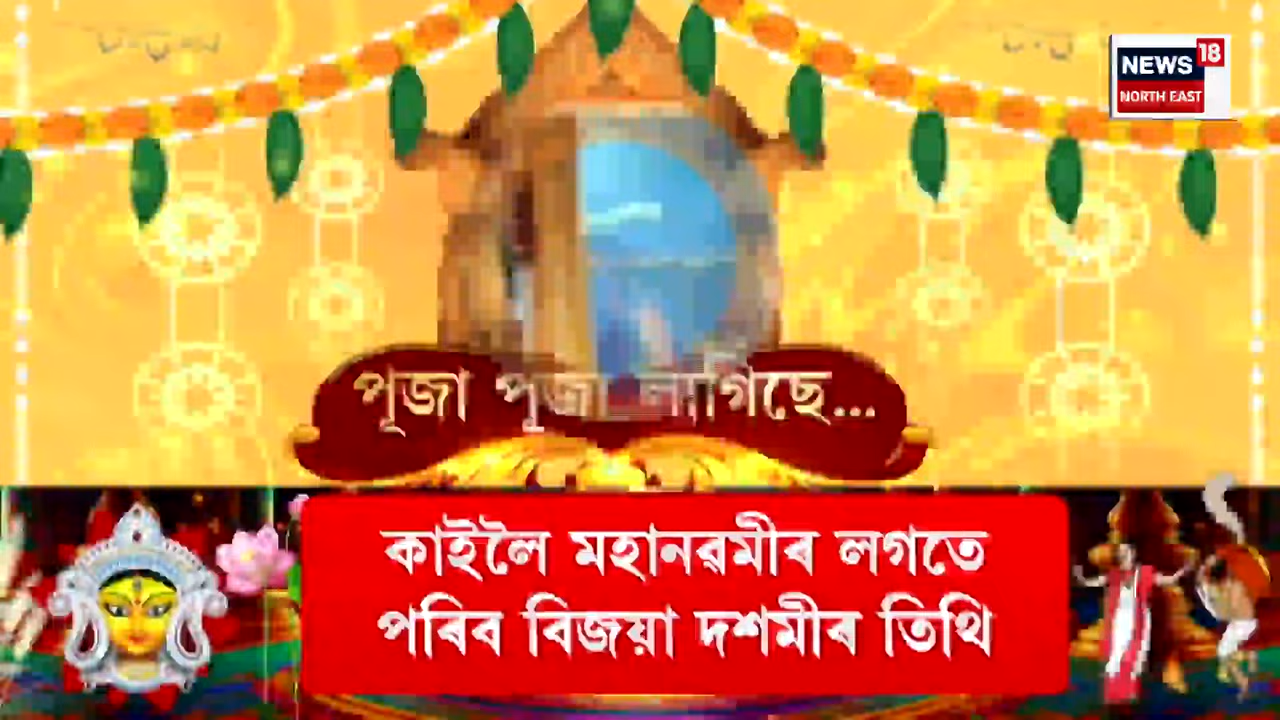 NEWS 18
NORTH EAST
পূজা পূজা লাগিছে...
কাইলৈ মহানৱমীৰ লগতে
পৰিব বিজয়া দশমীৰ তিথি